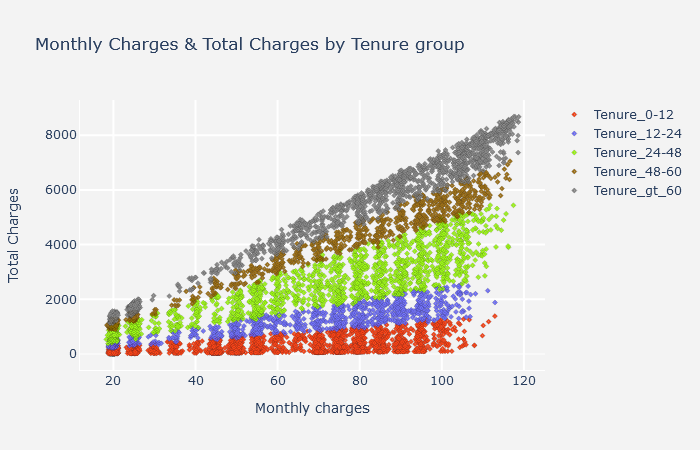 Monthly Charges & Total Charges by Tenure group
Tenure_0-12
Tenure_12-24
Tenure_24-48
Tenure_48-60
Tenure_gt_60
Total Charges
8000
6000
4000
2000
0
20 40 60 80 100 120
Monthly charges